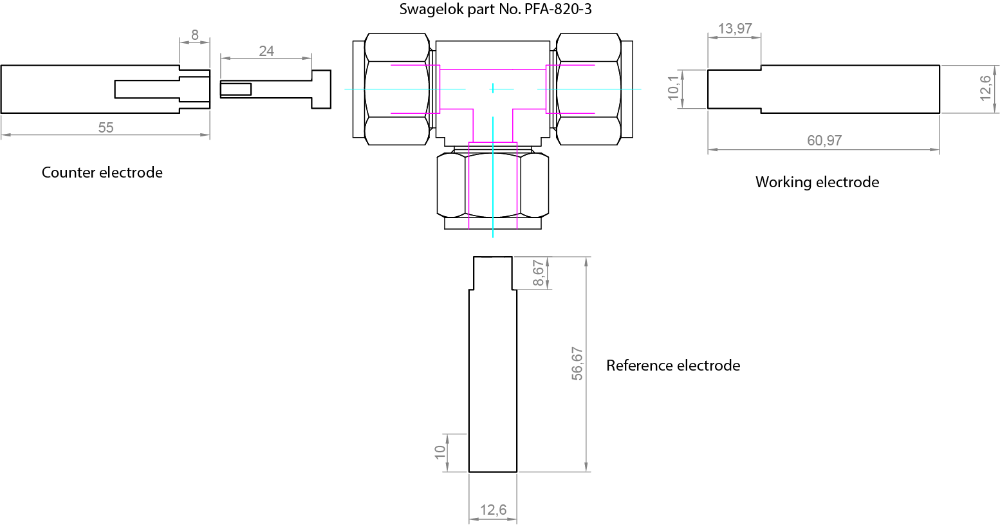 Swagelok part No. PFA-820-3
8
24
55
Counter electrode
13,97
10,1
12,6
60,97
Working electrode
8,67
56,67
10
12,6
Reference electrode